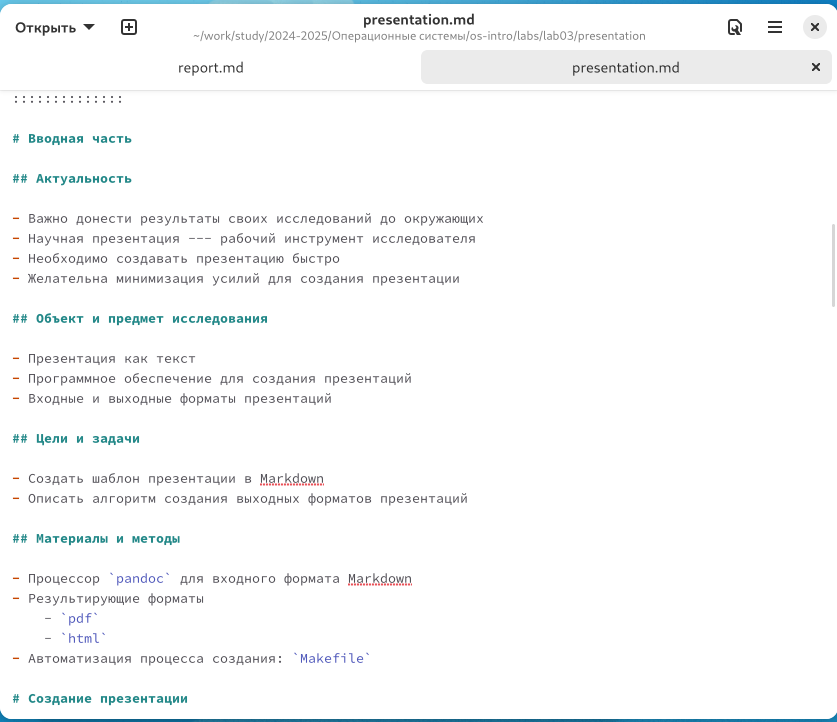 Открыть
presentation.md
~/work/study/2024-2025/Операционные системы/os-intro/labs/lab03/presentation
report.md
presentation.md
::::::::::::::
# Вводная часть
## Актуальность
- Важно донести результаты своих исследований до окружающих
- Научная презентация --- рабочий инструмент исследователя
- Необходимо создавать презентацию быстро
- Желательна минимизация усилий для создания презентации
## Объект и предмет исследования
- Презентация как текст
- Программное обеспечение для создания презентаций
- Входные и выходные форматы презентаций
## Цели и задачи
- Создать шаблон презентации в Markdown
- Описать алгоритм создания выходных форматов презентаций
## Материалы и методы
- Процессор `pandoc` для входного формата Markdown
- Результирующие форматы
    - `pdf`
    - `html`
- Автоматизация процесса создания: `Makefile`
# Создание презентации